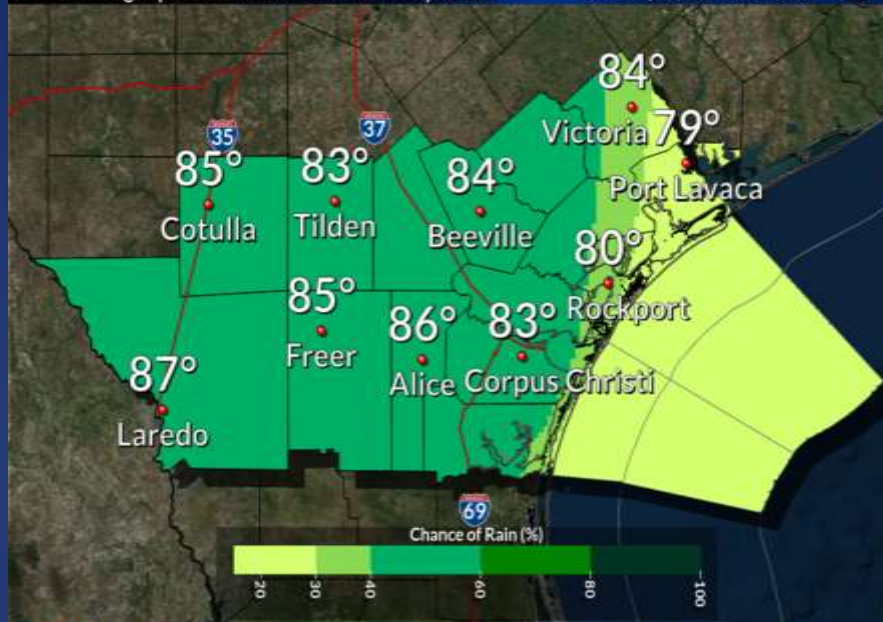 84°
Victoria
79°
Port Lavaca
35
37
85°
Cotulla
83°
Tilden
84°
Beeville
80°
Rockport
85°
Freer
86°
Alice
83°
Corpus Christi
87°
Laredo
69
Chance of Rain (%)
20 30 40 60 80 100